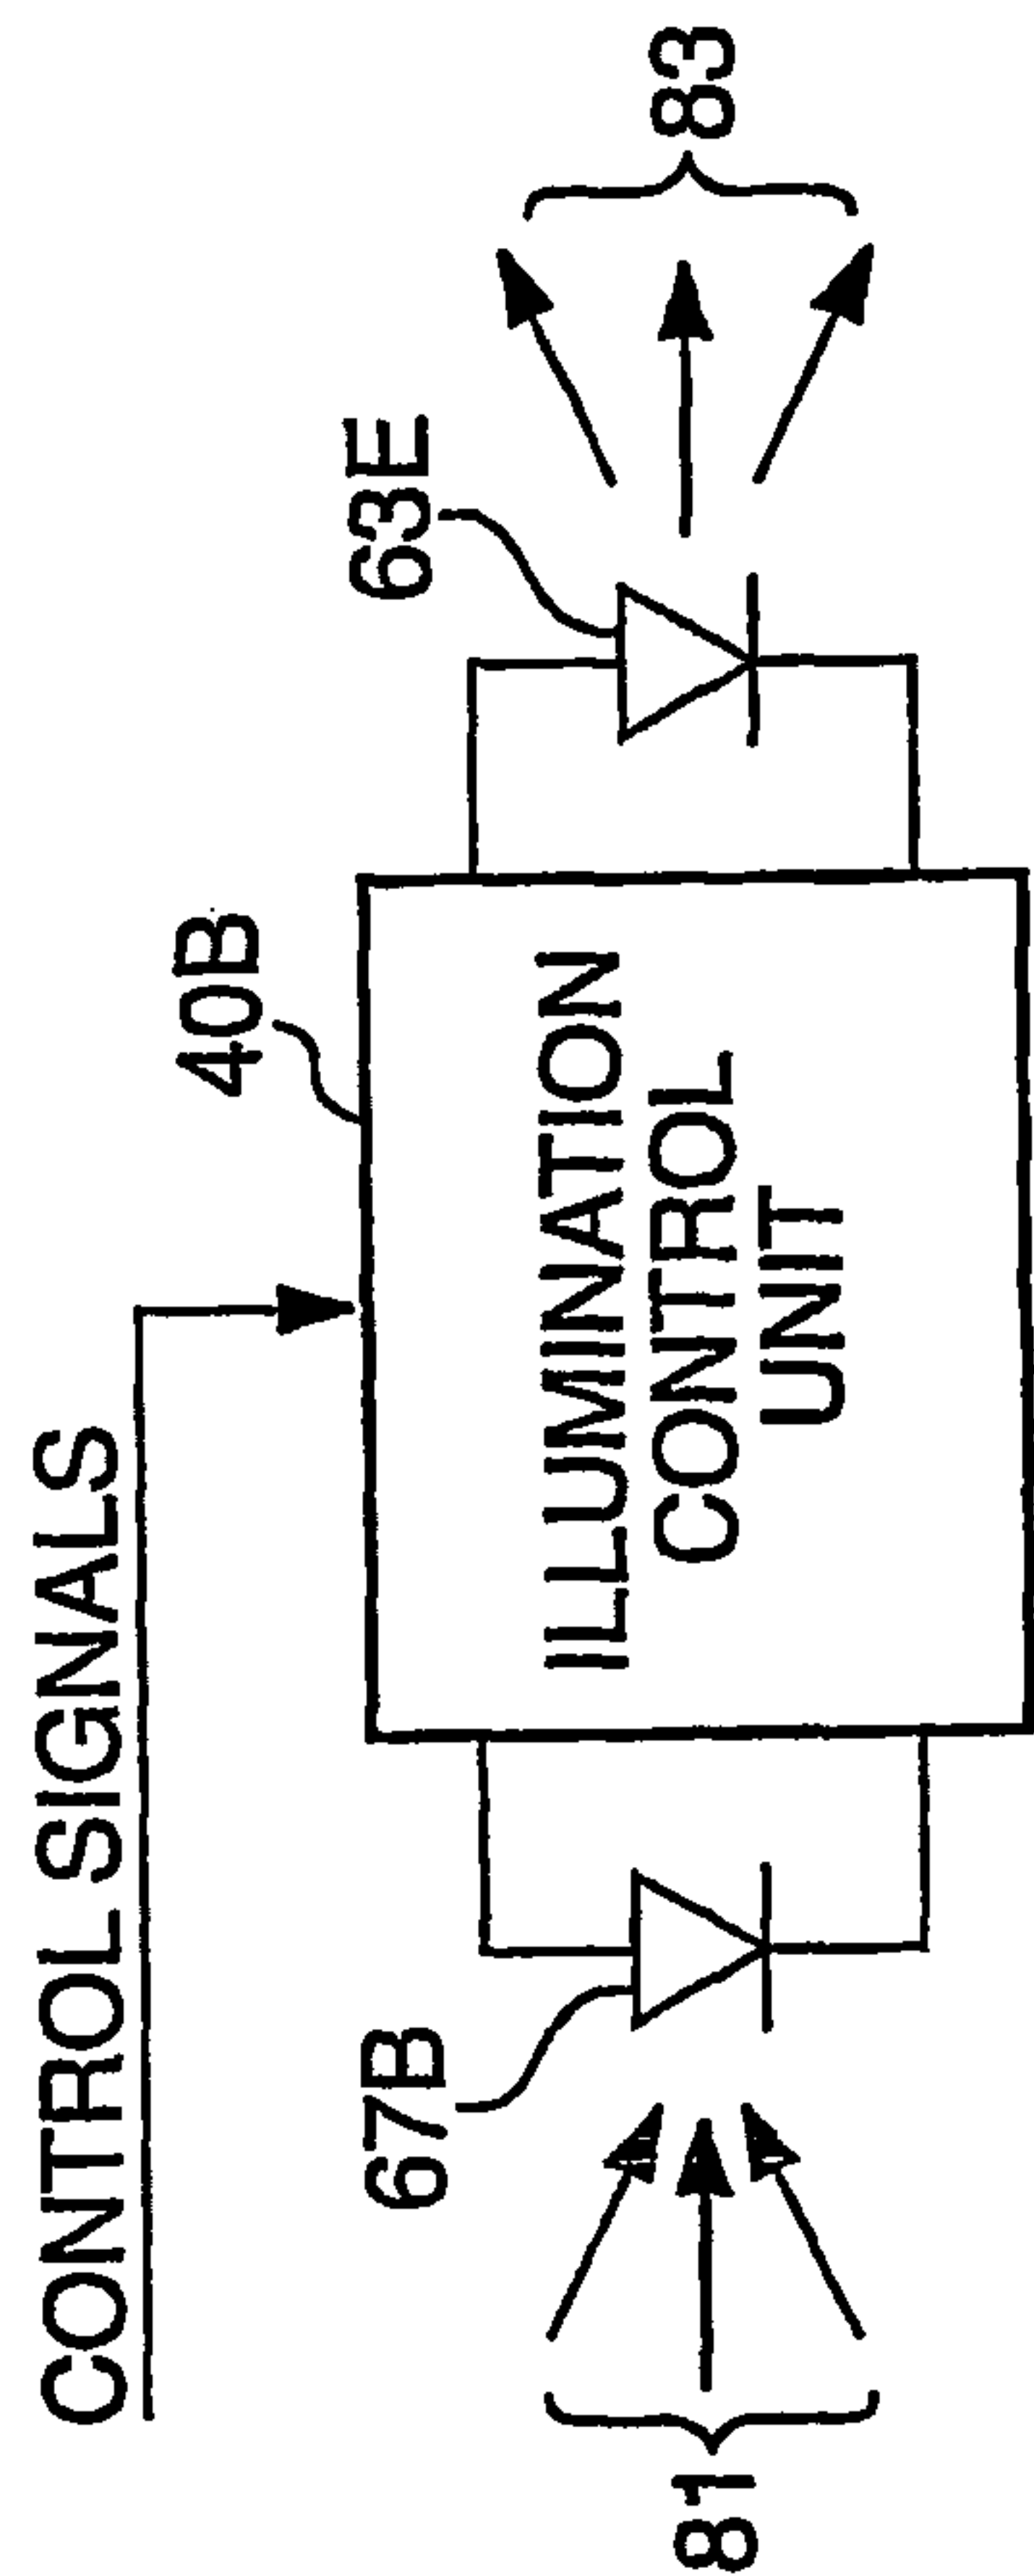 CONTROL SIGNALS
40B
67B
63E
81
83
ILLUMINATION
CONTROL
UNIT